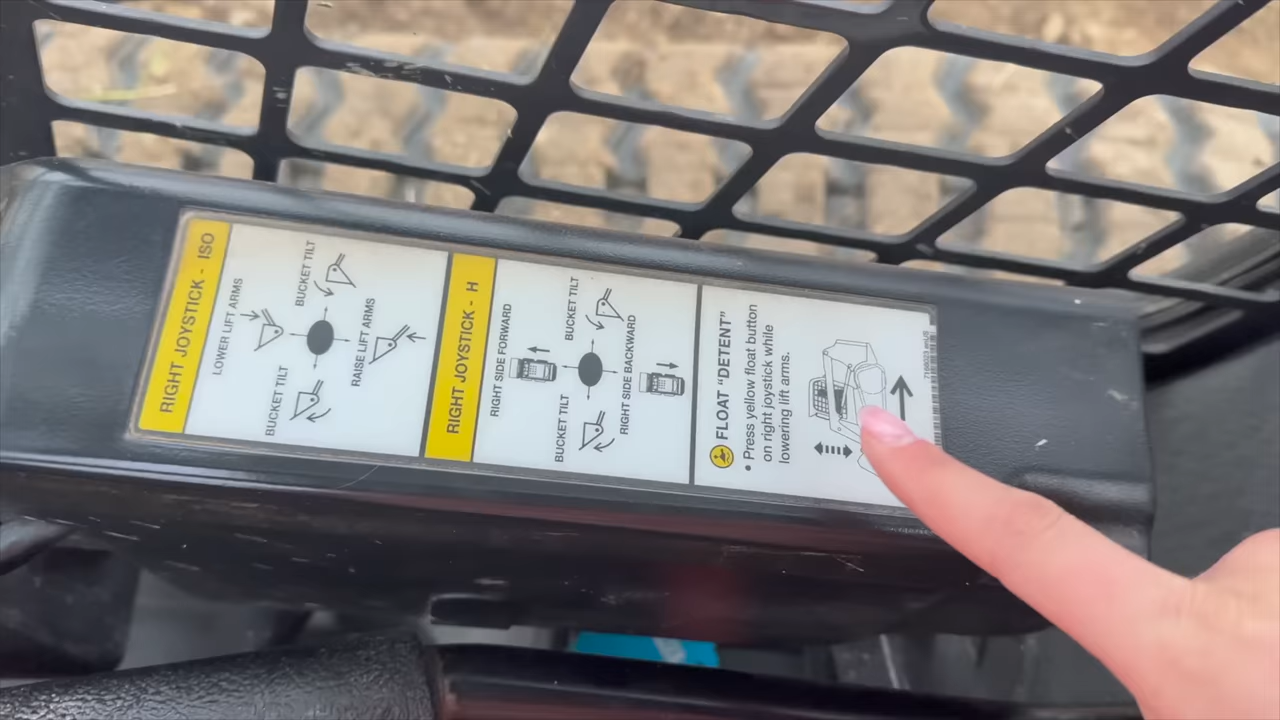 RIGHT JOYSTICK - ISO
LOWER LIFT ARMS
BUCKET TILT
BUCKET TILT
RAISE LIFT ARMS
RIGHT JOYSTICK - H
RIGHT SIDE FORWARD
BUCKET TILT
BUCKET TILT
RIGHT SIDE BACKWARD
FLOAT “DETENT”
• Press yellow float button
on right joystick while
lowering lift arms.